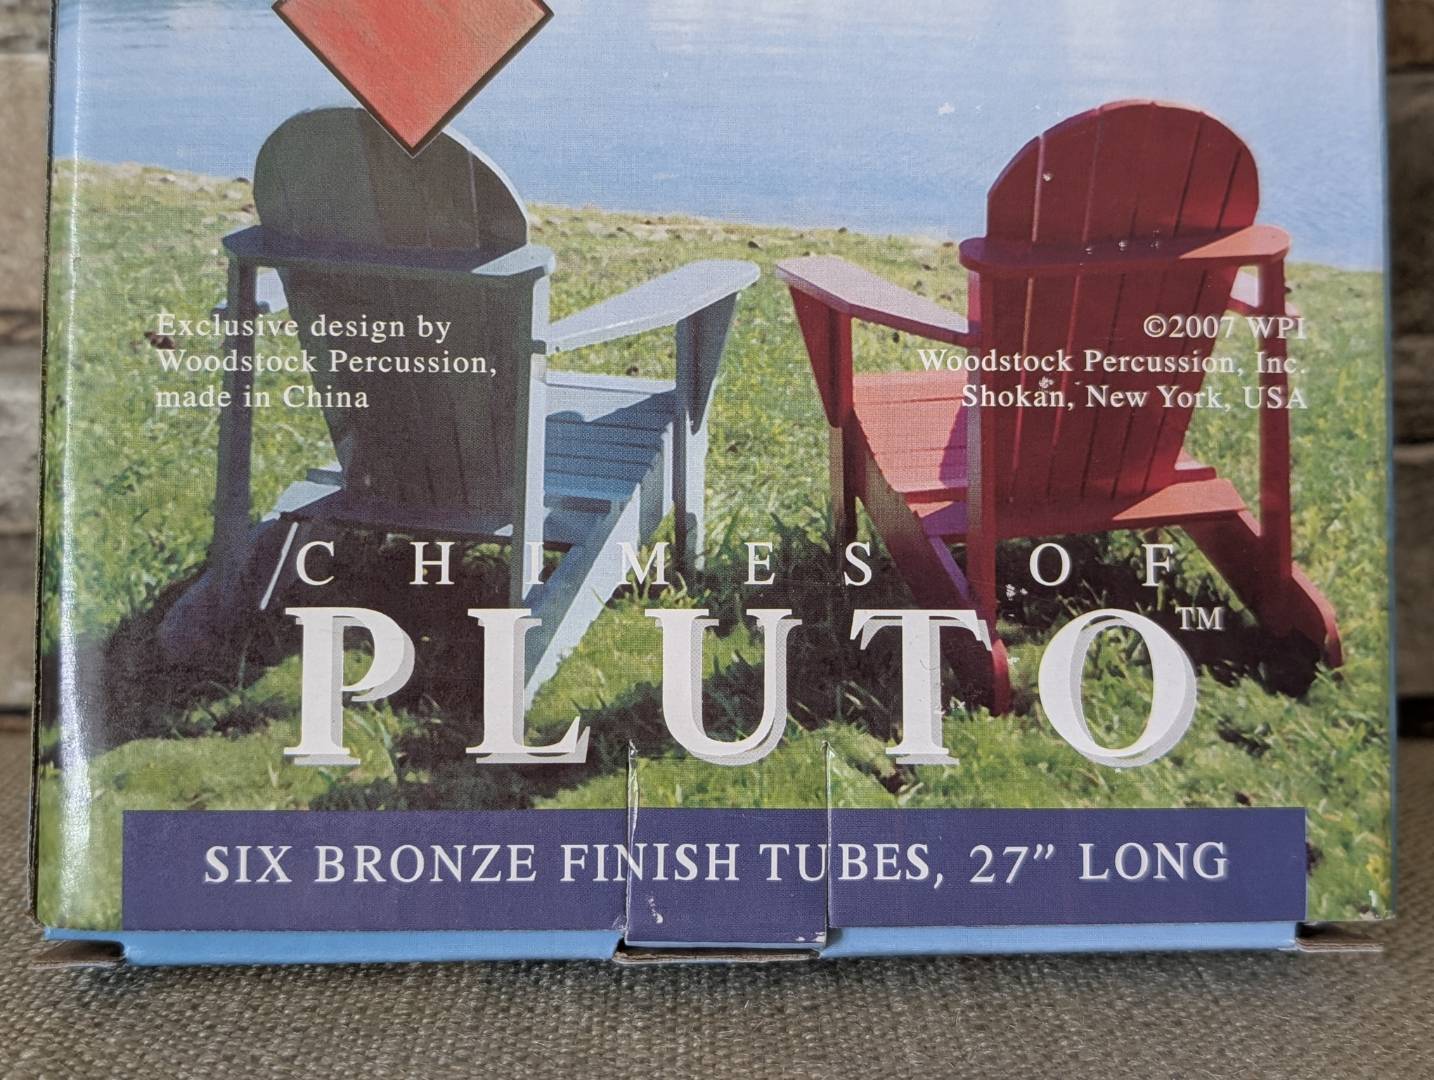 Exclusive design by
Woodstock Percussion,
made in China
©2007 WPI
Woodstock Percussion, Inc.
Shokan, New York, USA
CHIMES OF
PLUTO™
SIX BRONZE FINISH TUBES, 27” LONG